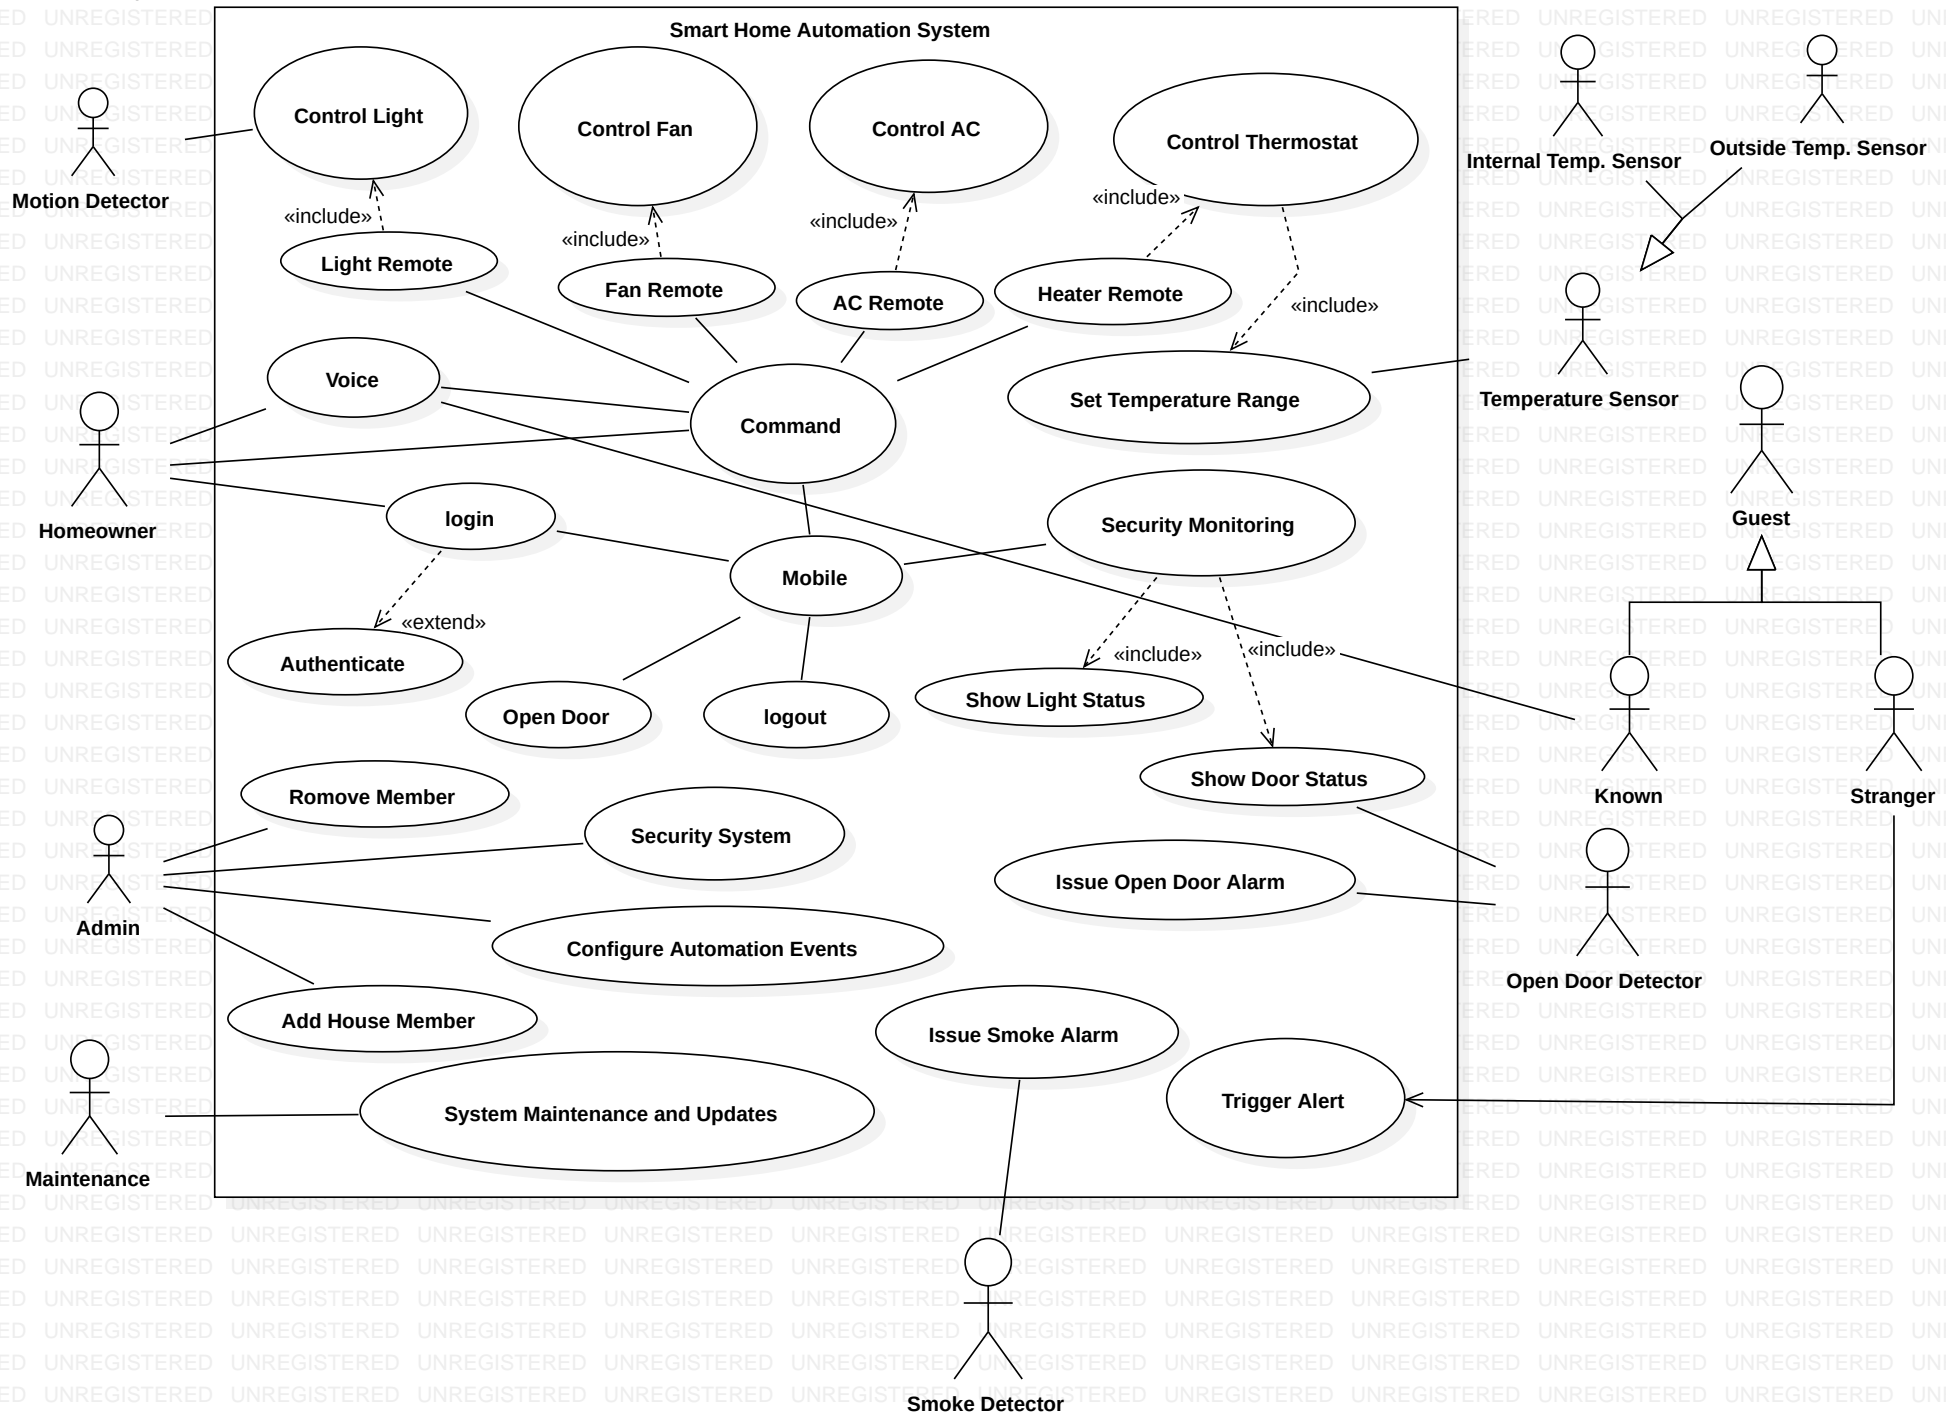 Smart Home Automation System
Control Light
Control Fan
Control AC
Control Thermostat
Internal Temp. Sensor
Outside Temp. Sensor
Motion Detector
«include»
«include»
«include»
«include»
Light Remote
Fan Remote
AC Remote
Heater Remote
«include»
Voice
Command
Set Temperature Range
Temperature Sensor
Homeowner
login
Security Monitoring
Guest
Mobile
«extend»
Authenticate
«include»
«include»
Open Door
logout
Show Light Status
Show Door Status
Known
Stranger
Romove Member
Security System
Issue Open Door Alarm
Admin
Configure Automation Events
Open Door Detector
Add House Member
Issue Smoke Alarm
Trigger Alert
System Maintenance and Updates
Maintenance
Smoke Detector
UNREGISTERED